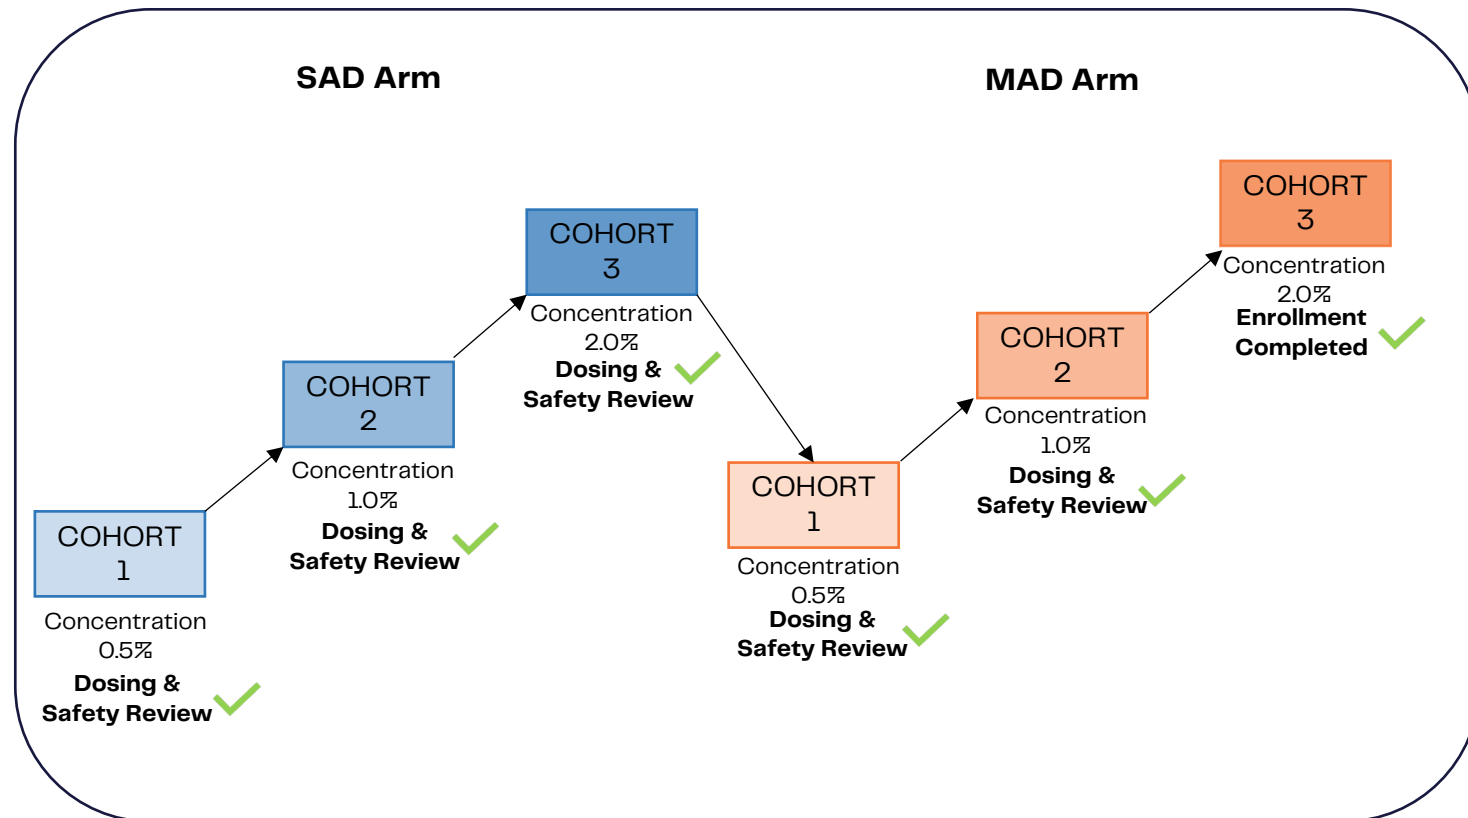 SAD Arm
MAD Arm
COHORT
1
Concentration
0.5%
Dosing &
Safety Review
COHORT
2
Concentration
1.0%
Dosing &
Safety Review
COHORT
3
Concentration
2.0%
Dosing &
Safety Review
COHORT
1
Concentration
0.5%
Dosing &
Safety Review
COHORT
2
Concentration
1.0%
Dosing &
Safety Review
COHORT
3
Concentration
2.0%
Enrollment
Completed